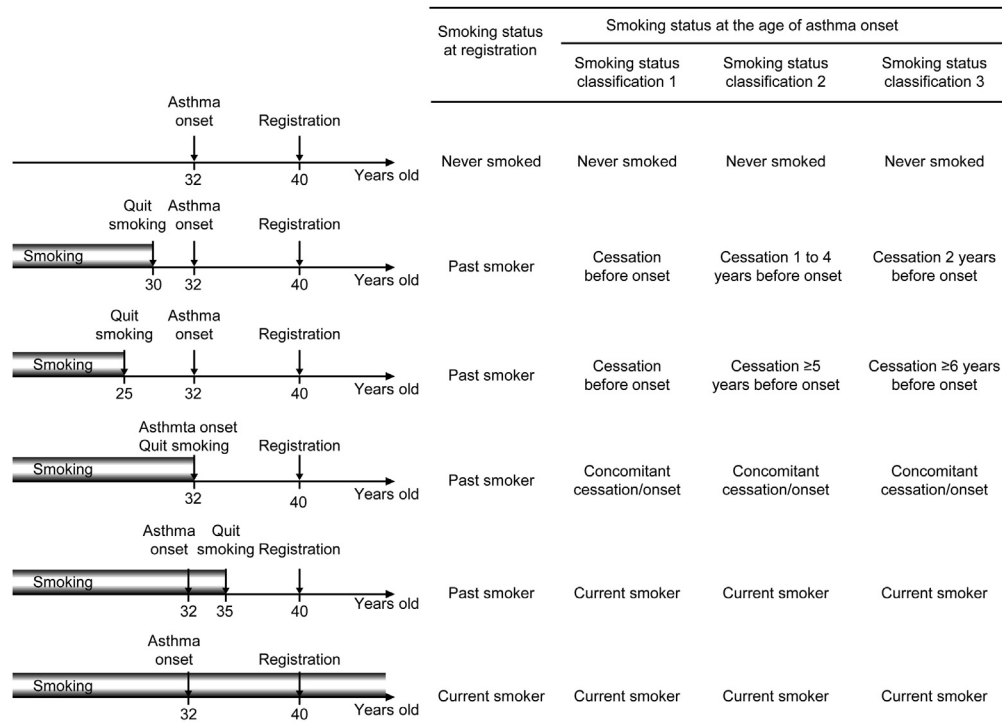 Smoking status
at registration
Smoking status at the age of asthma onset
Smoking status
classification 1
Smoking status
classification 2
Smoking status
classification 3
Asthma
onset
Registration
32
40
Years old
Never smoked
Never smoked
Never smoked
Never smoked
Quit
smoking
Asthma
onset
Registration
Smoking
30
32
40
Years old
Past smoker
Cessation
before onset
Cessation 1 to 4
years before onset
Cessation 2 years
before onset
Quit
smoking
Asthma
onset
Registration
Smoking
25
32
40
Years old
Past smoker
Cessation
before onset
Cessation ≥5
years before onset
Cessation ≥6 years
before onset
Asthmta onset
Quit smoking
Registration
Smoking
32
40
Years old
Past smoker
Concomitant
cessation/onset
Concomitant
cessation/onset
Concomitant
cessation/onset
Asthma
onset
Quit
smoking
Registration
Smoking
32
35
40
Years old
Past smoker
Current smoker
Current smoker
Current smoker
Asthma
onset
Registration
Smoking
32
40
Years old
Current smoker
Current smoker
Current smoker
Current smoker